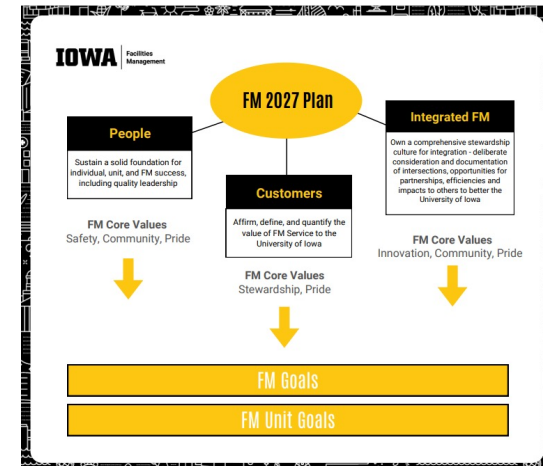 IOWA
Facilities
Management
FM 2027 Plan
People
Sustain a solid foundation for
individual, unit, and FM success,
including quality leadership
FM Core Values
Safety, Community, Pride
Customers
Affirm, define, and quantify the
value of FM Service to the
University of Iowa
FM Core Values
Stewardship, Pride
Integrated FM
Own a comprehensive stewardship
culture for integration - deliberate
consideration and documentation
of intersections, opportunities for
partnerships, efficiencies and
impacts to others to better the
University of Iowa
FM Core Values
Innovation, Community, Pride
FM Goals
FM Unit Goals